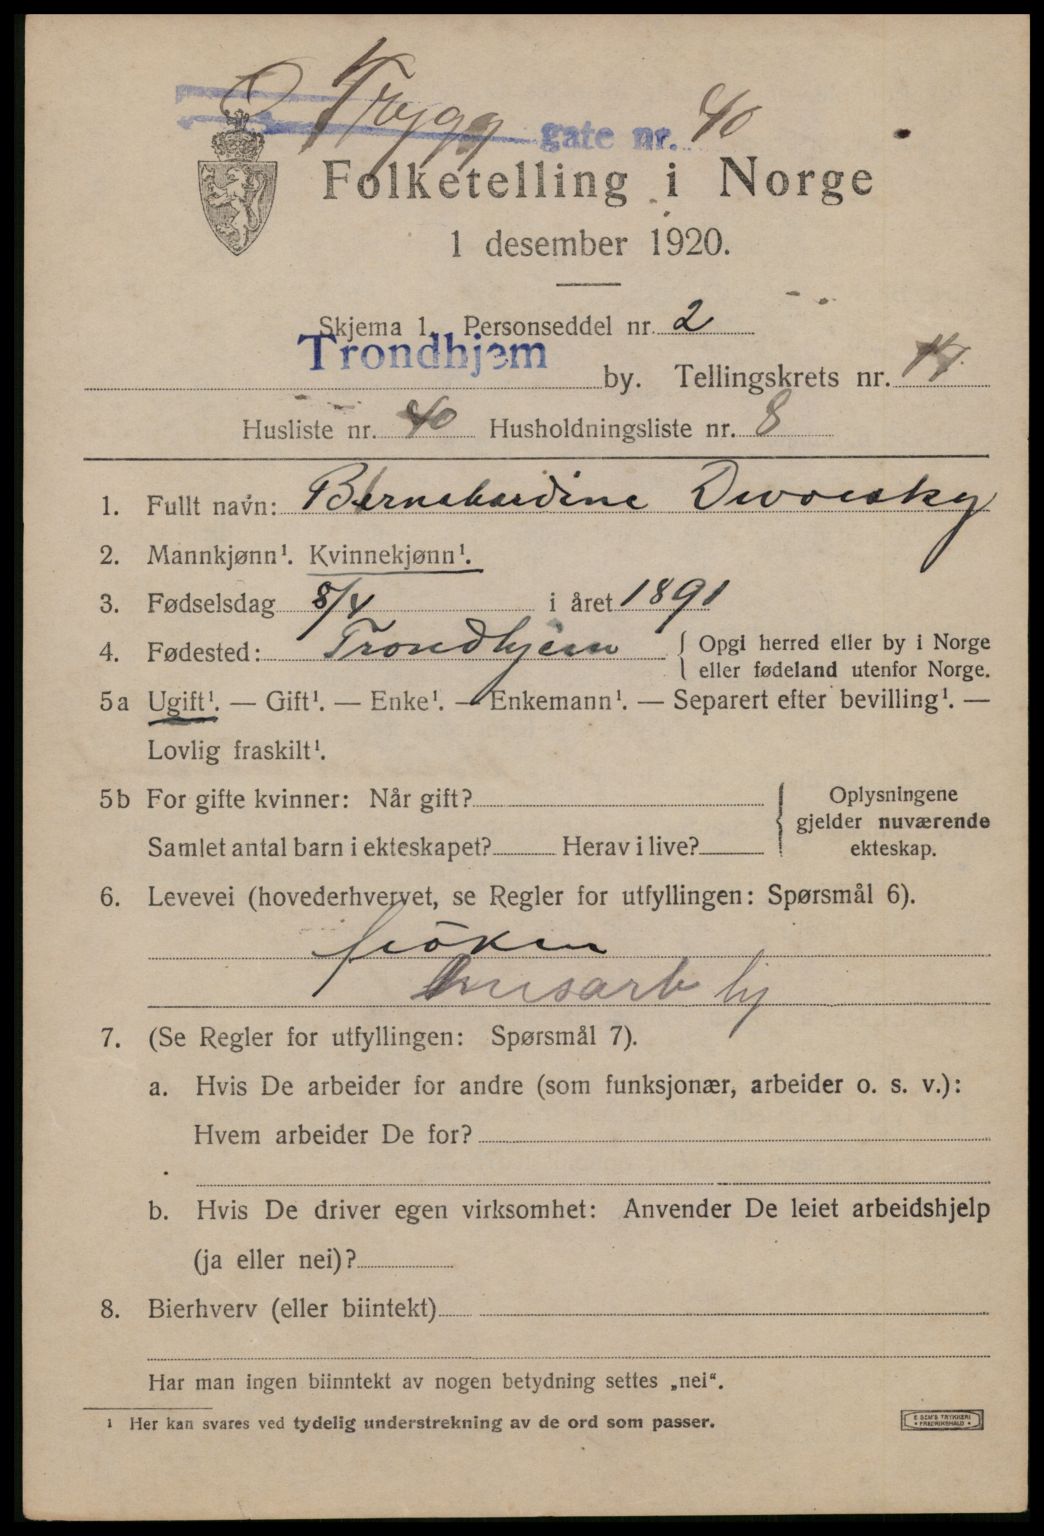 O Trygg gate nr. 40
Folketelling i Norge
1 desember 1920.
Skjema 1. Personseddel nr. 2
Trondhjem by. Tellingskrets nr. 14
Husliste nr. 40 Husholdningsliste nr. 8
1. Fullt navn: Dworsky
2. Mannkjønn¹. Kvinnekjønn¹.
3. Fødselsdag 8/4 i året 1891
4. Fødested: Trondhjem { Opgi herred eller by i Norge
eller fødeland utenfor Norge.
5a Ugift¹. — Gift¹. — Enke¹. — Enkemann¹. — Separert efter bevilling¹. —
Lovlig fraskilt¹.
5b For gifte kvinner: Når gift? { Oplysningene
gjelder nuværende
Samlet antal barn i ekteskapet? Herav i live? ekteskap.
6. Levevei (hovederhvervet, se Regler for utfyllingen: Spørsmål 6).
frøken
husarb hj
7. (Se Regler for utfyllingen: Spørsmål 7).
a. Hvis De arbeider for andre (som funksjonær, arbeider o. s. v.):
Hvem arbeider De for?
b. Hvis De driver egen virksomhet: Anvender De leiet arbeidshjelp
(ja eller nei)?
8. Bierhverv (eller biintekt)
Har man ingen biinntekt av nogen betydning settes „nei“.
¹ Her kan svares ved tydelig understrekning av de ord som passer.
E SEM'S TRYKKERI
• FREDRIKSHALD •